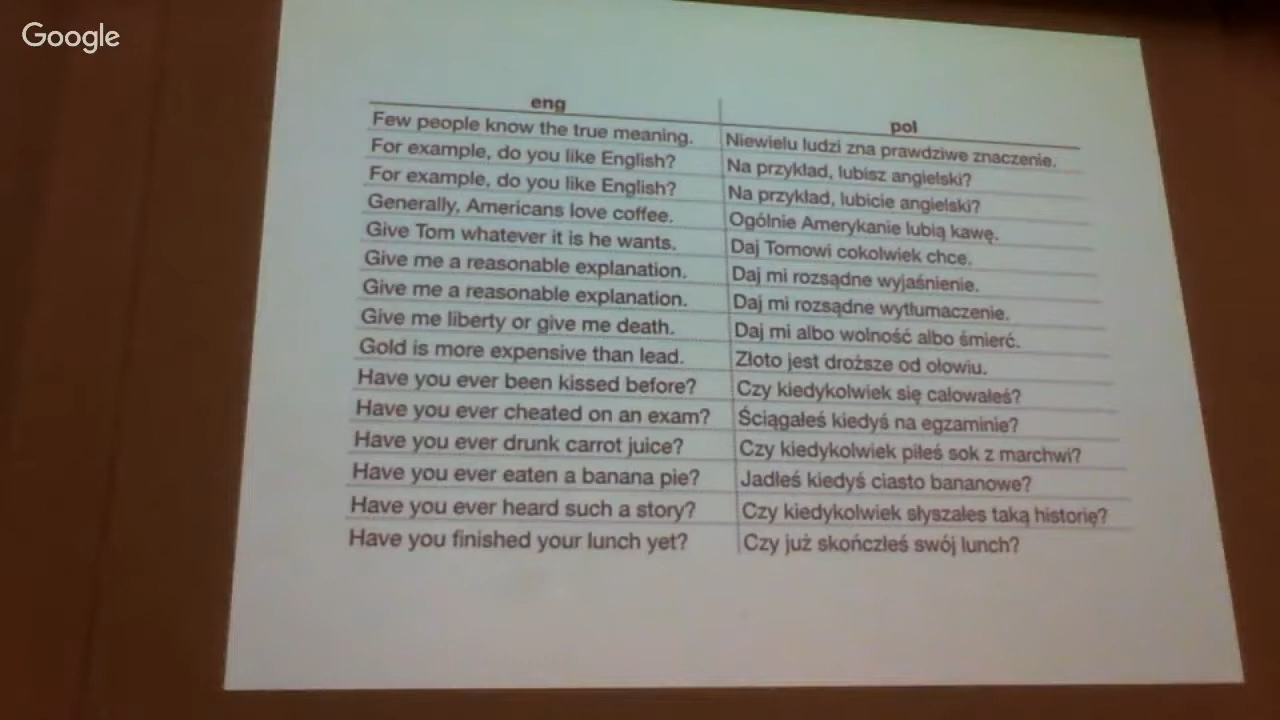 Google
eng pol
Few people know the true meaning. Niewielu ludzi zna prawdziwe znaczenie.
For example, do you like English? Na przykład, lubisz angielski?
For example, do you like English? Na przykład, lubicie angielski?
Generally, Americans love coffee. Ogólnie Amerykanie lubią kawę.
Give Tom whatever it is he wants. Daj Tomowi cokolwiek chce.
Give me a reasonable explanation. Daj mi rozsądne wyjaśnienie.
Give me a reasonable explanation. Daj mi rozsądne wytłumaczenie.
Give me liberty or give me death. Daj mi albo wolność albo śmierć.
Gold is more expensive than lead. Złoto jest droższe od ołowiu.
Have you ever been kissed before? Czy kiedykolwiek się całowałeś?
Have you ever cheated on an exam? Ściągałeś kiedyś na egzaminie?
Have you ever drunk carrot juice? Czy kiedykolwiek piłeś sok z marchwi?
Have you ever eaten a banana pie? Jadłeś kiedyś ciasto bananowe?
Have you ever heard such a story? Czy kiedykolwiek słyszałes taką historię?
Have you finished your lunch yet? Czy już skończłeś swój lunch?